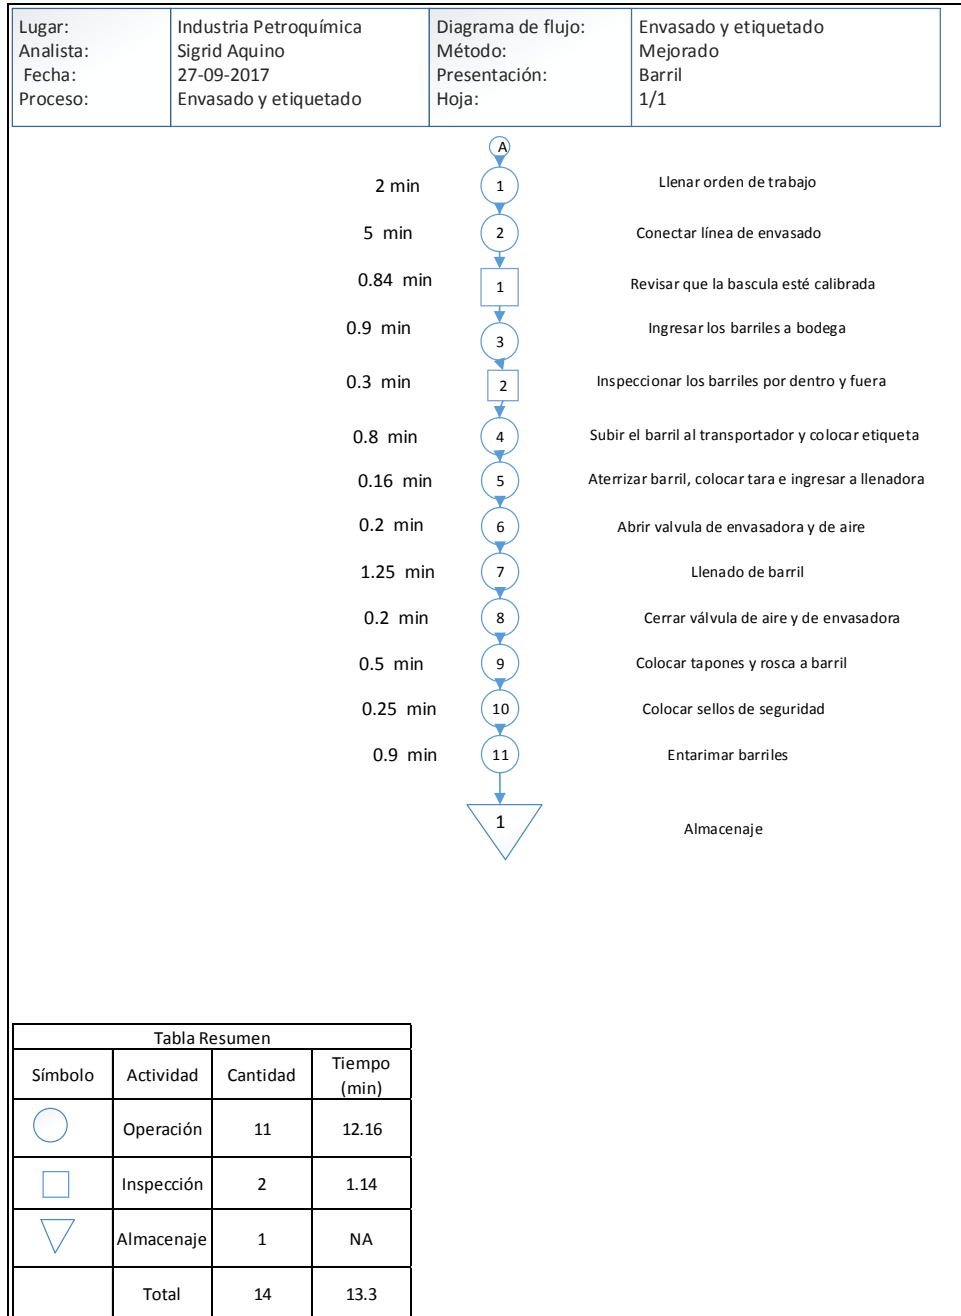 Lugar: Industria Petroquímica Diagrama de flujo: Envasado y etiquetado
Analista: Sigrid Aquino Método: Mejorado
Fecha: 27-09-2017 Presentación: Barril
Proceso: Envasado y etiquetado Hoja: 1/1
A
2 min 1 Llenar orden de trabajo
5 min 2 Conectar línea de envasado
0.84 min 1 Revisar que la bascula esté calibrada
0.9 min 3 Ingresar los barriles a bodega
0.3 min 2 Inspeccionar los barriles por dentro y fuera
0.8 min 4 Subir el barril al transportador y colocar etiqueta
0.16 min 5 Aterrizar barril, colocar tara e ingresar a llenadora
0.2 min 6 Abrir valvula de envasadora y de aire
1.25 min 7 Llenado de barril
0.2 min 8 Cerrar válvula de aire y de envasadora
0.5 min 9 Colocar tapones y rosca a barril
0.25 min 10 Colocar sellos de seguridad
0.9 min 11 Entarimar barriles
1 Almacenaje
Tabla Resumen
Símbolo Actividad Cantidad Tiempo
(min)
Operación 11 12.16
Inspección 2 1.14
Almacenaje 1 NA
Total 14 13.3